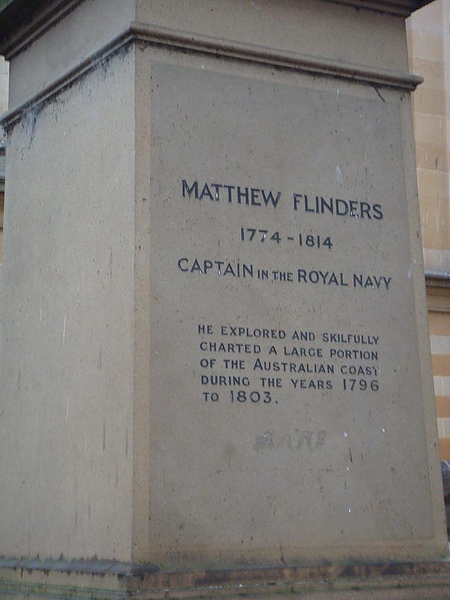 MATTHEW FLINDERS
1774-1814
CAPTAIN IN THE ROYAL NAVY
HE EXPLORED AND SKILFULLY
CHARTED A LARGE PORTION
OF THE AUSTRALIAN COAST
DURING THE YEARS 1796
TO 1803.